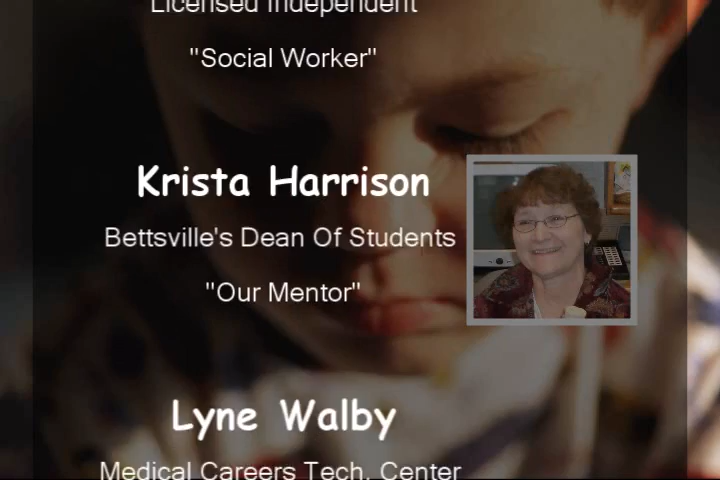 Licensed Independent
"Social Worker"
Krista Harrison
Bettsville's Dean Of Students
"Our Mentor"
Lyne Walby
Medical Careers Tech. Center